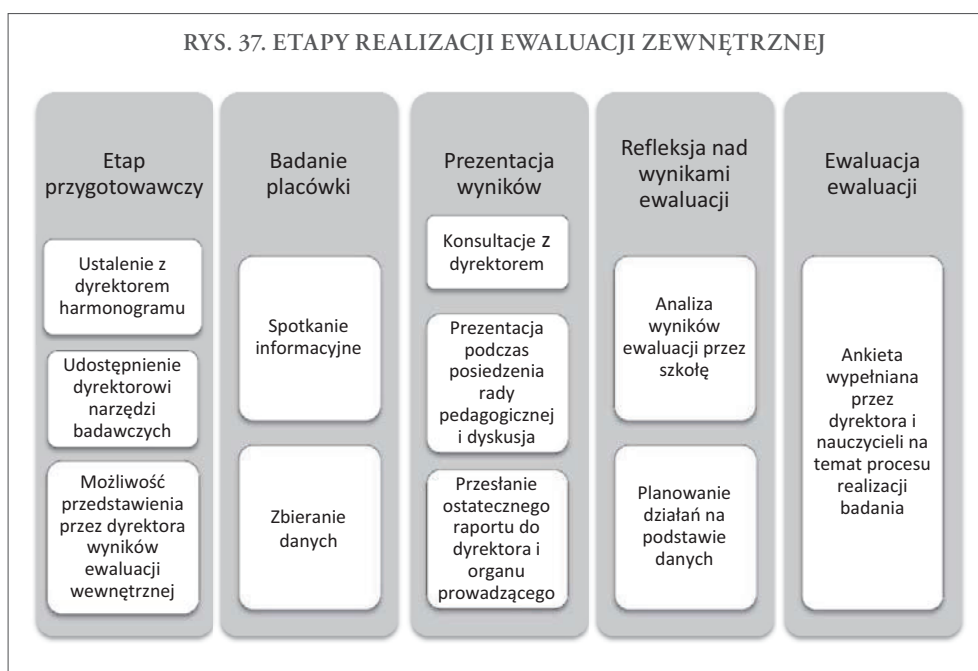 RYS. 37. ETAPY REALIZACJI EWALUACJI ZEWNĘTRZNEJ
Etap
przygotowawczy
Ustalenie z
dyrektorem
harmonogramu
Udostępnienie
dyrektorowi
narzędzi
badawczych
Możliwość
przedstawienia
przez dyrektora
wyników
ewaluacji
wewnętrznej
Badanie
placówki
Spotkanie
informacyjne
Zbieranie
danych
Prezentacja
wyników
Konsultacje z
dyrektorem
Prezentacja
podczas
posiedzenia
rady
pedagogicznej
i dyskusja
Przesłanie
ostatecznego
raportu do
dyrektora i
organu
prowadzącego
Refleksja nad
wynikami
ewaluacji
Analiza
wyników
ewaluacji przez
szkołę
Planowanie
działań na
podstawie
danych
Ewaluacja
ewaluacji
Ankieta
wypełniana
przez
dyrektora i
nauczycieli na
temat procesu
realizacji
badania